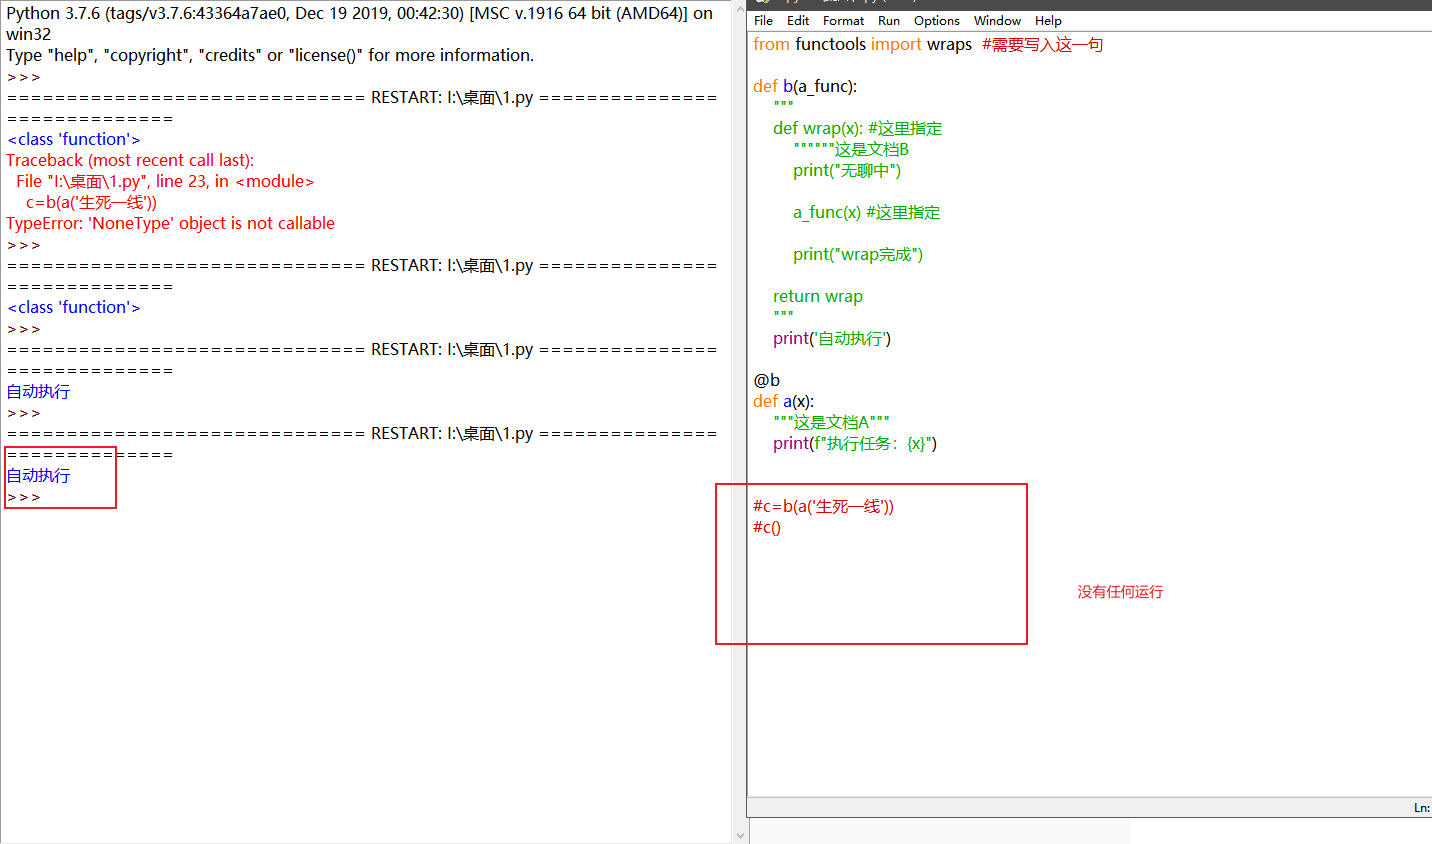 Python 3.7.6 (tags/v3.7.6:43364a7ae0, Dec 19 2019, 00:42:30) [MSC v.1916 64 bit (AMD64)] on
win32
Type "help", "copyright", "credits" or "license()" for more information.
>>>
============================== RESTART: I:\桌面\1.py ===============
==============
<class 'function'>
Traceback (most recent call last):
  File "I:\桌面\1.py", line 23, in <module>
    c=b(a('生死一线'))
TypeError: 'NoneType' object is not callable
>>>
============================== RESTART: I:\桌面\1.py ===============
==============
<class 'function'>
>>>
============================== RESTART: I:\桌面\1.py ===============
==============
自动执行
>>>
============================== RESTART: I:\桌面\1.py ===============
==============
自动执行
>>>
File Edit Format Run Options Window Help
from functools import wraps  #需要写入这一句
def b(a_func):
    """
    def wrap(x): #这里指定
        """"""这是文档B
        print("无聊中")
        a_func(x) #这里指定
        print("wrap完成")
    return wrap
    """
    print('自动执行')
@b
def a(x):
    """这是文档A"""
    print(f"执行任务：{x}")
#c=b(a('生死一线'))
#c()
没有任何运行
Ln: